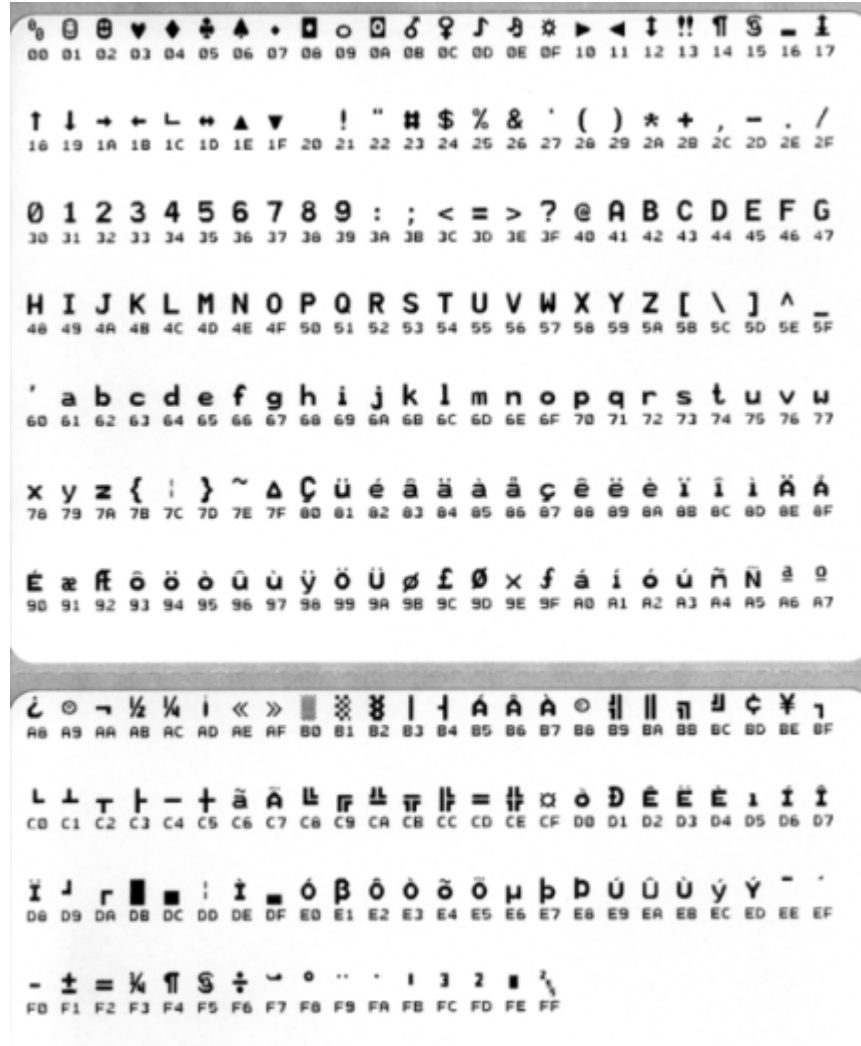 ☺ ☻ ♥ ♦ ♣ ♠ • ◘ ○ ◙ ♂ ♀ ♪ ♫ ¤ ► ◄ ↕ ‼ ¶ § ▬ ↨
00 01 02 03 04 05 06 07 08 09 0A 0B 0C 0D 0E 0F 10 11 12 13 14 15 16 17
↑ ↓ → ← ∟ ↔ ▲ ▼ ! " # $ % & ' ( ) * + , - . /
18 19 1A 1B 1C 1D 1E 1F 20 21 22 23 24 25 26 27 28 29 2A 2B 2C 2D 2E 2F
0 1 2 3 4 5 6 7 8 9 : ; < = > ? @ A B C D E F G
30 31 32 33 34 35 36 37 38 39 3A 3B 3C 3D 3E 3F 40 41 42 43 44 45 46 47
H I J K L M N O P Q R S T U V W X Y Z [ \ ] ^ _
48 49 4A 4B 4C 4D 4E 4F 50 51 52 53 54 55 56 57 58 59 5A 5B 5C 5D 5E 5F
' a b c d e f g h i j k l m n o p q r s t u v w
60 61 62 63 64 65 66 67 68 69 6A 6B 6C 6D 6E 6F 70 71 72 73 74 75 76 77
x y z { ¦ } ~ ∆ Ç ü é â ä à å ç ê ë è ï î ì Ä Å
78 79 7A 7B 7C 7D 7E 7F 80 81 82 83 84 85 86 87 88 89 8A 8B 8C 8D 8E 8F
É æ Æ ô ö ò û ù ÿ Ö Ü ø £ Ø × ƒ á í ó ú ñ Ñ ª º
90 91 92 93 94 95 96 97 98 99 9A 9B 9C 9D 9E 9F A0 A1 A2 A3 A4 A5 A6 A7
¿ ® ¬ ½ ¼ ¡ « » ░ ▒ ▓ │ ┤ Á Â À © ╣ ║ ╗ ╝ ¢ ¥ ┐
A8 A9 AA AB AC AD AE AF B0 B1 B2 B3 B4 B5 B6 B7 B8 B9 BA BB BC BD BE BF
└ ┴ ┬ ├ ─ ┼ ã Ã ╚ ╔ ╩ ╦ ╠ ═ ╬ ¤ ò Ð Ê Ë È ı Í Î
C0 C1 C2 C3 C4 C5 C6 C7 C8 C9 CA CB CC CD CE CF D0 D1 D2 D3 D4 D5 D6 D7
Ï ┘ ┌ █ ▄ ¦ Ì ▄ Ó β Ô Ò õ Õ µ þ Þ Ú Û Ù ý Ý ¯ ´
D8 D9 DA DB DC DD DE DF E0 E1 E2 E3 E4 E5 E6 E7 E8 E9 EA EB EC ED EE EF
- ± = ¾ ¶ § ÷ ¸ ° ¨ · ¹ ³ ² ■
F0 F1 F2 F3 F4 F5 F6 F7 F8 F9 FA FB FC FD FE FF